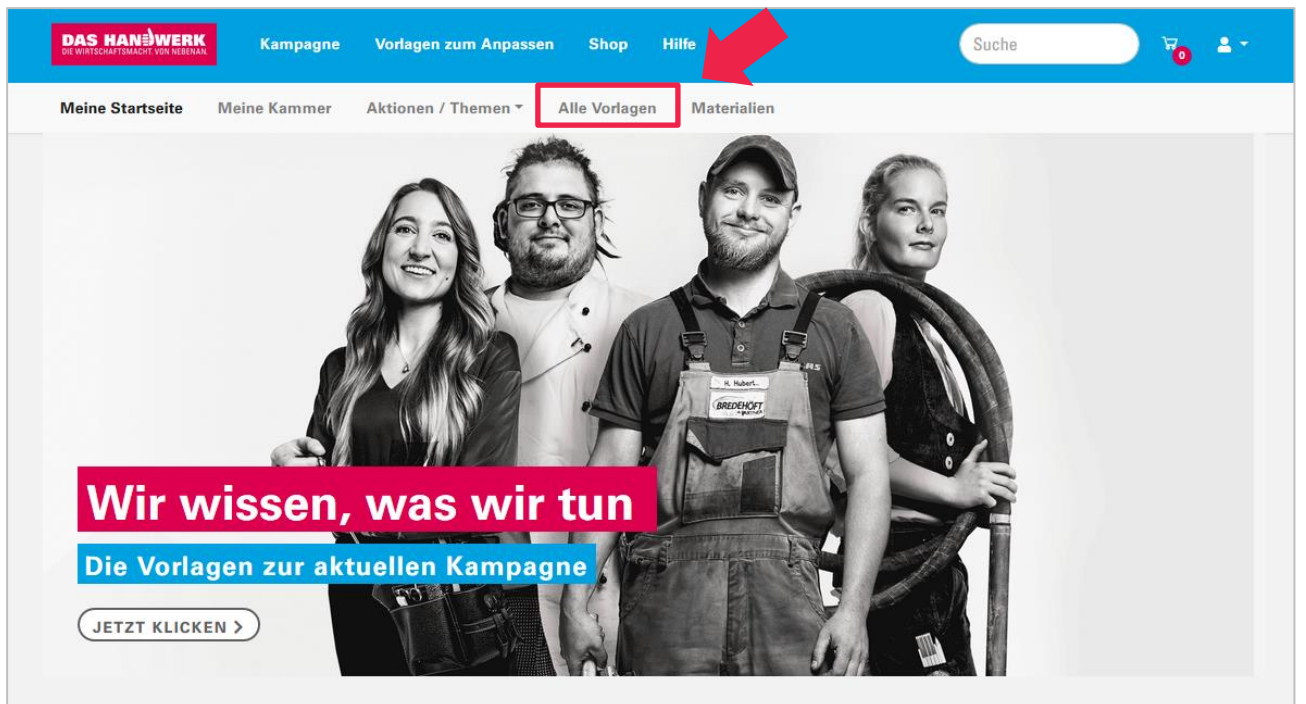 DAS HANDWERK
DIE WIRTSCHAFTSMACHT. VON NEBENAN.
Kampagne Vorlagen zum Anpassen Shop Hilfe Suche 0
Meine Startseite Meine Kammer Aktionen / Themen Alle Vorlagen Materialien
H. Hubert
BREDEHÖFT
Wir wissen, was wir tun
Die Vorlagen zur aktuellen Kampagne
JETZT KLICKEN >